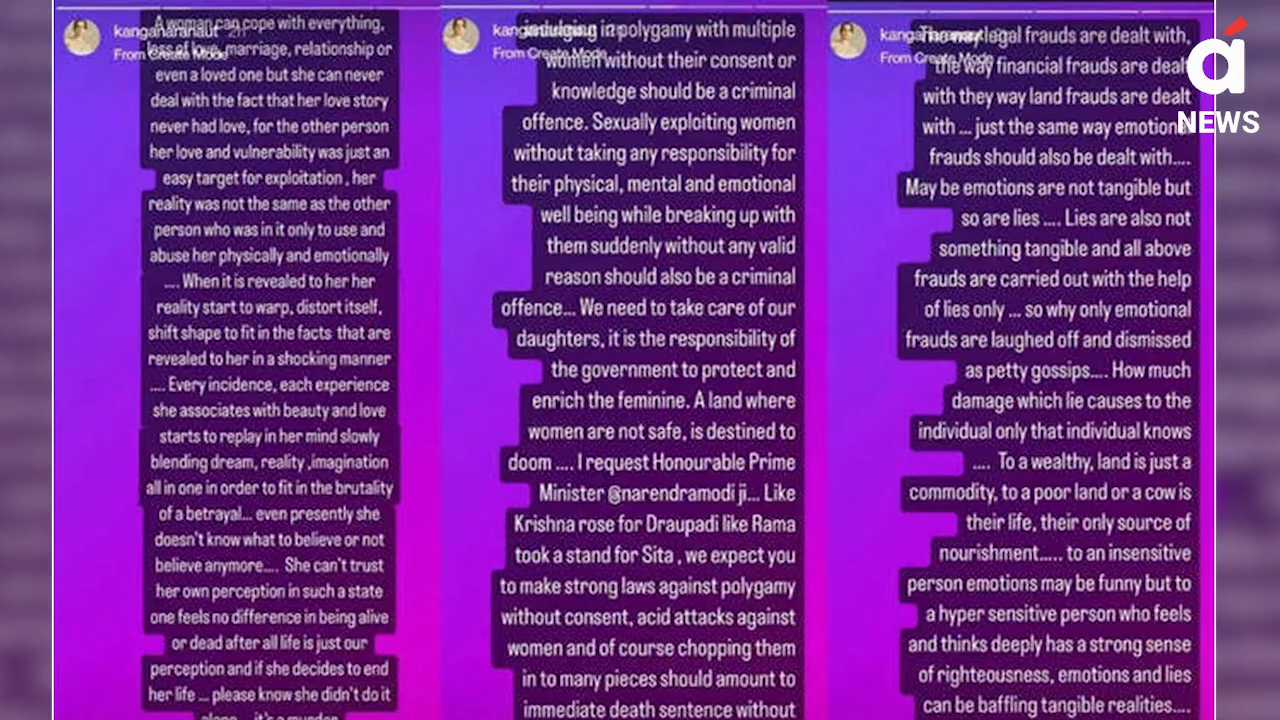 kanganaranaut 2h
From Create Mode
A woman can cope with everything,
loss of love, marriage, relationship or
even a loved one but she can never
deal with the fact that her love story
never had love, for the other person
her love and vulnerability was just an
easy target for exploitation , her
reality was not the same as the other
person who was in it only to use and
abuse her physically and emotionally
.... When it is revealed to her her
reality start to warp, distort itself,
shift shape to fit in the facts that are
revealed to her in a shocking manner
.... Every incidence, each experience
she associates with beauty and love
starts to replay in her mind slowly
blending dream, reality ,imagination
all in one in order to fit in the brutality
of a betrayal... even presently she
doesn't know what to believe or not
believe anymore.... She can't trust
her own perception in such a state
one feels no difference in being alive
or dead after all life is just our
perception and if she decides to end
her life ... please know she didn't do it
alone ... it's a murder
kanganaranaut
From Create Mode
indulging in polygamy with multiple
women without their consent or
knowledge should be a criminal
offence. Sexually exploiting women
without taking any responsibility for
their physical, mental and emotional
well being while breaking up with
them suddenly without any valid
reason should also be a criminal
offence... We need to take care of our
daughters, it is the responsibility of
the government to protect and
enrich the feminine. A land where
women are not safe, is destined to
doom .... I request Honourable Prime
Minister @narendramodi ji... Like
Krishna rose for Draupadi like Rama
took a stand for Sita , we expect you
to make strong laws against polygamy
without consent, acid attacks against
women and of course chopping them
in to many pieces should amount to
immediate death sentence without
kanganaranaut
From Create Mode
The way legal frauds are dealt with,
the way financial frauds are dealt
with they way land frauds are dealt
with ... just the same way emotional
frauds should also be dealt with....
May be emotions are not tangible but
so are lies .... Lies are also not
something tangible and all above
frauds are carried out with the help
of lies only ... so why only emotional
frauds are laughed off and dismissed
as petty gossips.... How much
damage which lie causes to the
individual only that individual knows
.... To a wealthy, land is just a
commodity, to a poor land or a cow is
their life, their only source of
nourishment..... to an insensitive
person emotions may be funny but to
a hyper sensitive person who feels
and thinks deeply has a strong sense
of righteousness, emotions and lies
can be baffling tangible realities....
á
NEWS